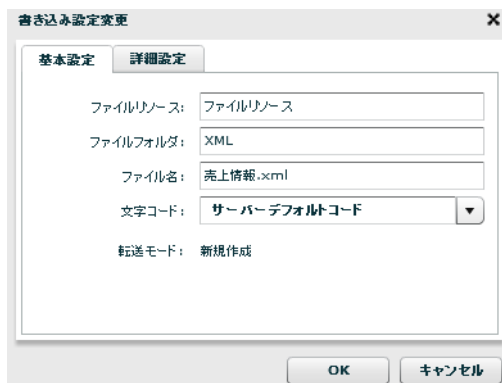 書き込み設定変更
基本設定 詳細設定
ファイルリソース: ファイルリソース
ファイルフォルダ: XML
ファイル名: 売上情報.xml
文字コード: サーバーデフォルトコード
転送モード: 新規作成
OK キャンセル